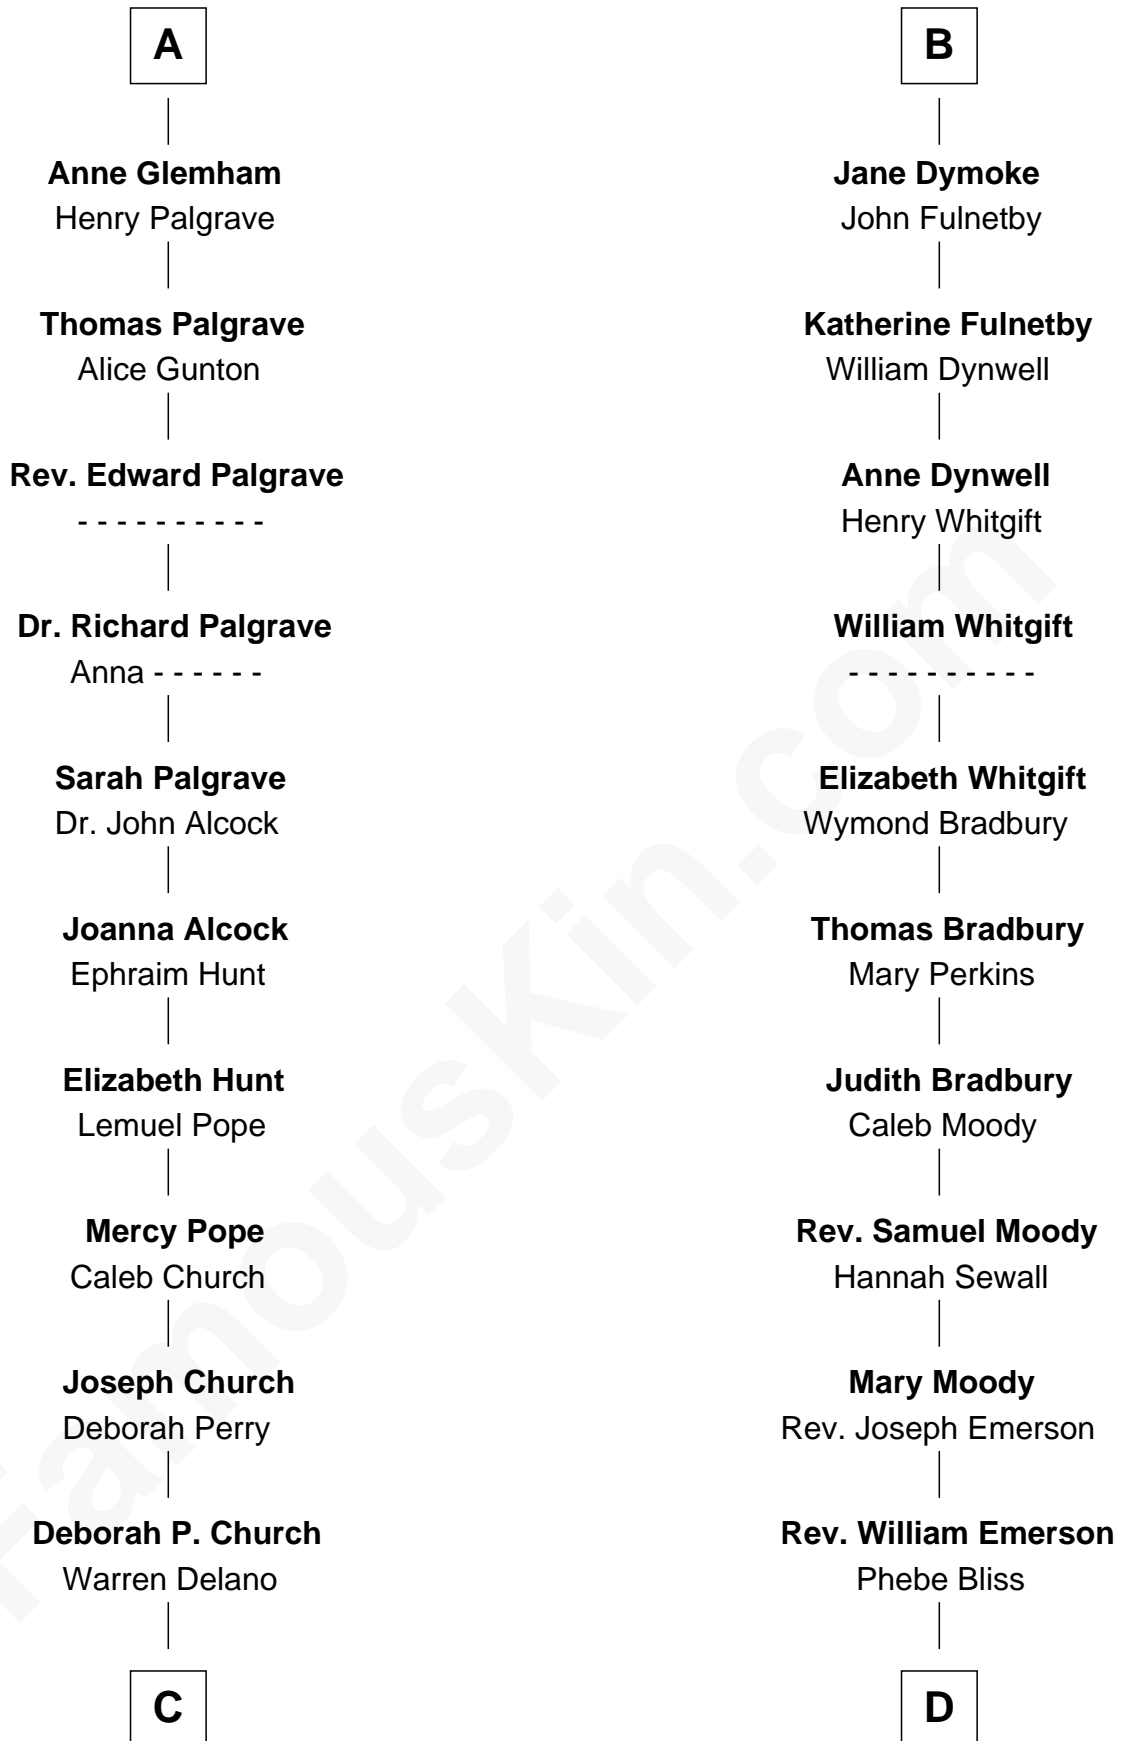 A
Anne Glemham
Henry Palgrave
Thomas Palgrave
Alice Gunton
Rev. Edward Palgrave
- - - - - - - - - -
Dr. Richard Palgrave
Anna - - - - - -
Sarah Palgrave
Dr. John Alcock
Joanna Alcock
Ephraim Hunt
Elizabeth Hunt
Lemuel Pope
Mercy Pope
Caleb Church
Joseph Church
Deborah Perry
Deborah P. Church
Warren Delano
C
B
Jane Dymoke
John Fulnetby
Katherine Fulnetby
William Dynwell
Anne Dynwell
Henry Whitgift
William Whitgift
- - - - - - - - - -
Elizabeth Whitgift
Wymond Bradbury
Thomas Bradbury
Mary Perkins
Judith Bradbury
Caleb Moody
Rev. Samuel Moody
Hannah Sewall
Mary Moody
Rev. Joseph Emerson
Rev. William Emerson
Phebe Bliss
D
FamousKin.com